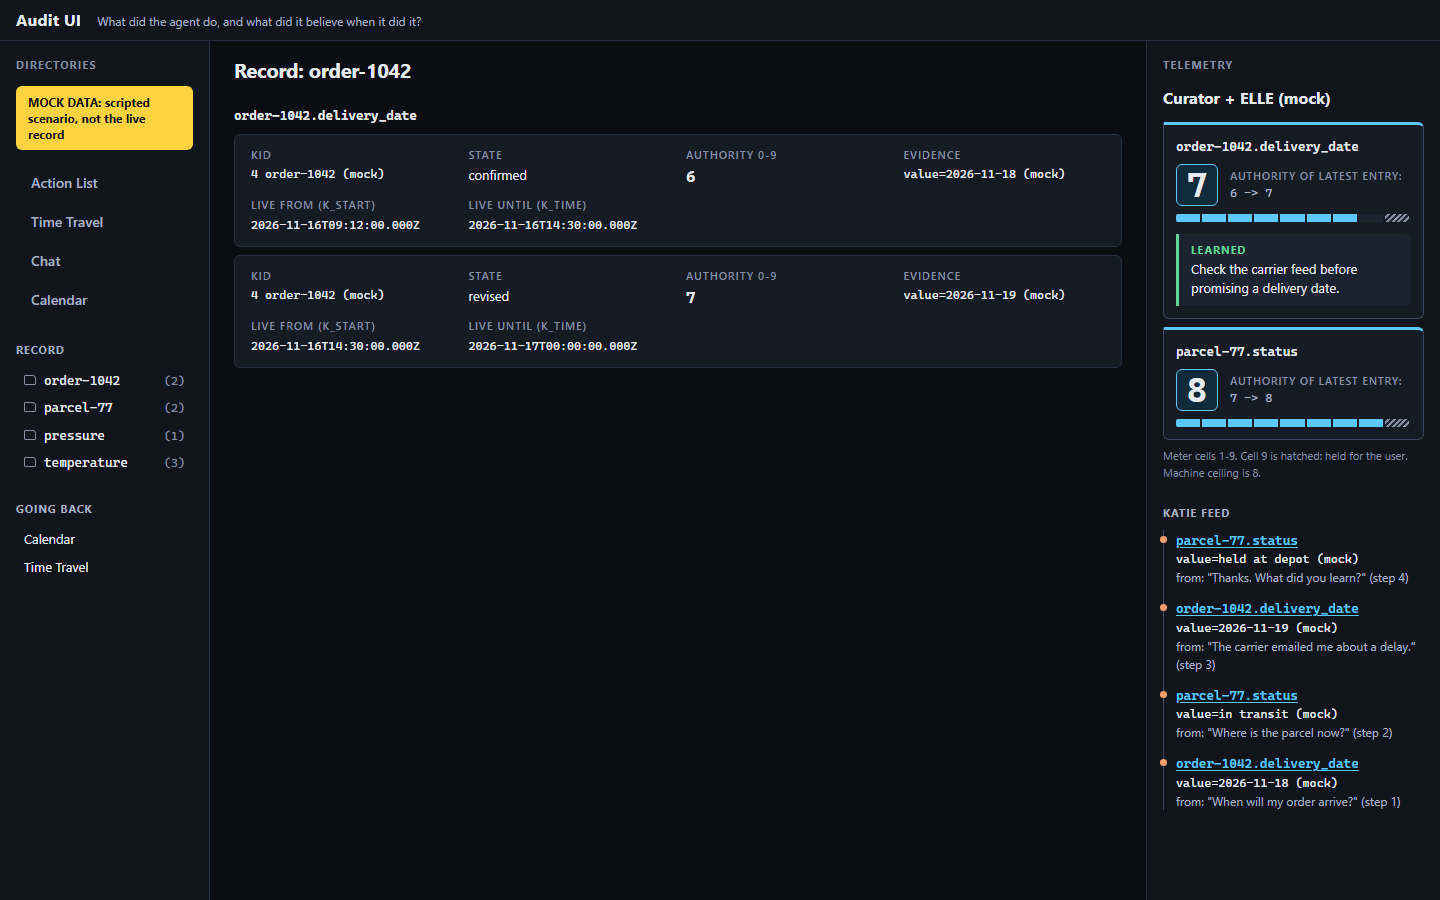 Audit UI What did the agent do, and what did it believe when it did it?
DIRECTORIES
MOCK DATA: scripted
scenario, not the live
record
Action List
Time Travel
Chat
Calendar
RECORD
order-1042 (2)
parcel-77 (2)
pressure (1)
temperature (3)
GOING BACK
Calendar
Time Travel
Record: order-1042
order-1042.delivery_date
KID STATE AUTHORITY 0-9 EVIDENCE
4 order-1042 (mock) confirmed 6 value=2026-11-18 (mock)
LIVE FROM (K_START) LIVE UNTIL (K_TIME)
2026-11-16T09:12:00.000Z 2026-11-16T14:30:00.000Z
KID STATE AUTHORITY 0-9 EVIDENCE
4 order-1042 (mock) revised 7 value=2026-11-19 (mock)
LIVE FROM (K_START) LIVE UNTIL (K_TIME)
2026-11-16T14:30:00.000Z 2026-11-17T00:00:00.000Z
TELEMETRY
Curator + ELLE (mock)
order-1042.delivery_date
7 AUTHORITY OF LATEST ENTRY:
6 -> 7
LEARNED
Check the carrier feed before
promising a delivery date.
parcel-77.status
8 AUTHORITY OF LATEST ENTRY:
7 -> 8
Meter cells 1-9. Cell 9 is hatched: held for the user.
Machine ceiling is 8.
KATIE FEED
parcel-77.status
value=held at depot (mock)
from: "Thanks. What did you learn?" (step 4)
order-1042.delivery_date
value=2026-11-19 (mock)
from: "The carrier emailed me about a delay."
(step 3)
parcel-77.status
value=in transit (mock)
from: "Where is the parcel now?" (step 2)
order-1042.delivery_date
value=2026-11-18 (mock)
from: "When will my order arrive?" (step 1)